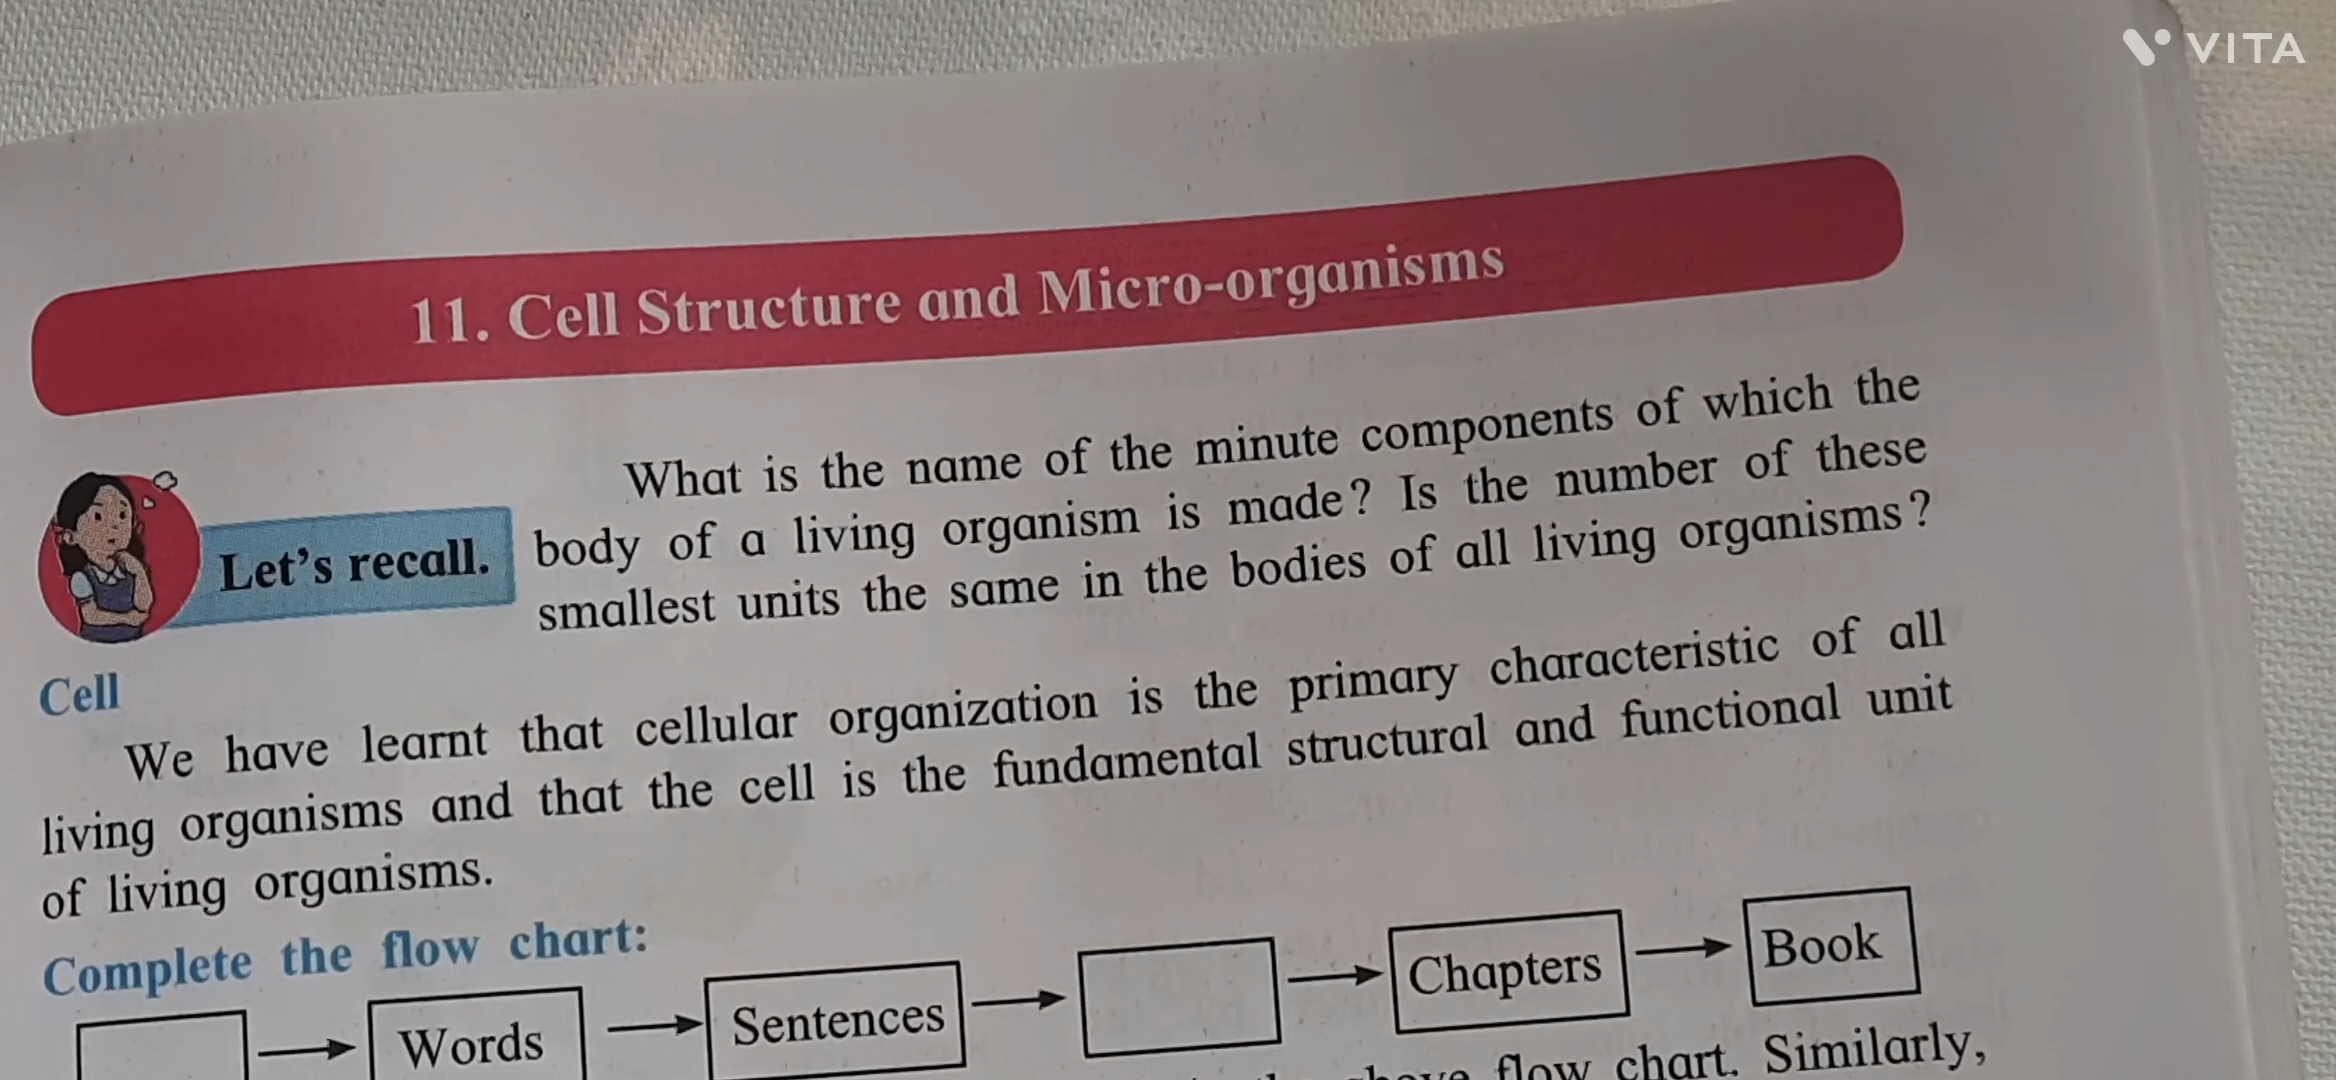 VITA
11. Cell Structure and Micro-organisms
What is the name of the minute components of which the
body of a living organism is made? Is the number of these
smallest units the same in the bodies of all living organisms?
Let's recall.
Cell
We have learnt that cellular organization is the primary characteristic of all
living organisms and that the cell is the fundamental structural and functional unit
of living organisms.
Complete the flow chart:
Words → Sentences → → Chapters → Book
flow chart. Similarly,